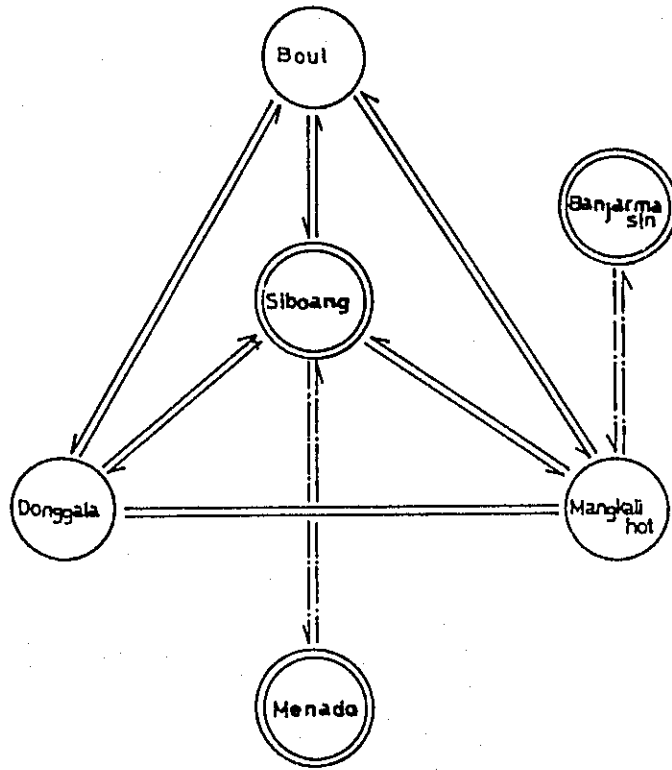 Boul
Banjarma
sin
Siboang
Donggala
Mangkali
hot
Menado